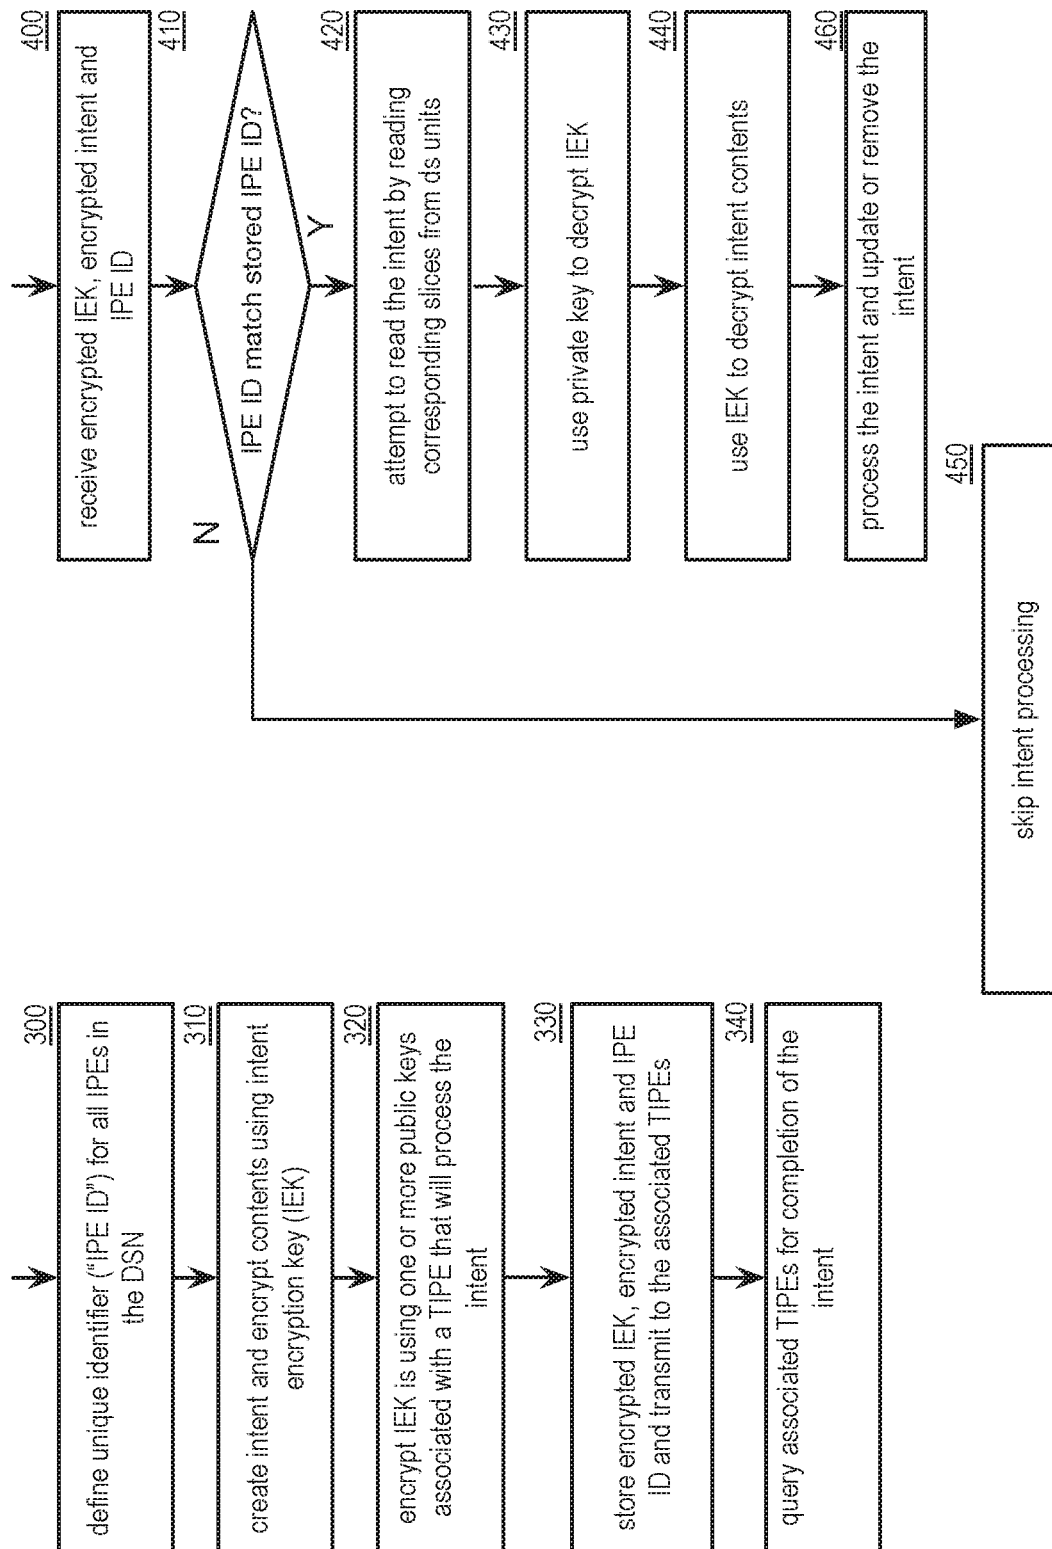 300
define unique identifier (“IPE ID”) for all IPEs in
the DSN
310
create intent and encrypt contents using intent
encryption key (IEK)
320
encrypt IEK is using one or more public keys
associated with a TIPE that will process the
intent
330
store encrypted IEK, encrypted intent and IPE
ID and transmit to the associated TIPEs
340
query associated TIPEs for completion of the
intent
400
receive encrypted IEK, encrypted intent and
IPE ID
410
IPE ID match stored IPE ID?
N
Y
420
attempt to read the intent by reading
corresponding slices from ds units
430
use private key to decrypt IEK
440
use IEK to decrypt intent contents
460
process the intent and update or remove the
intent
450
skip intent processing